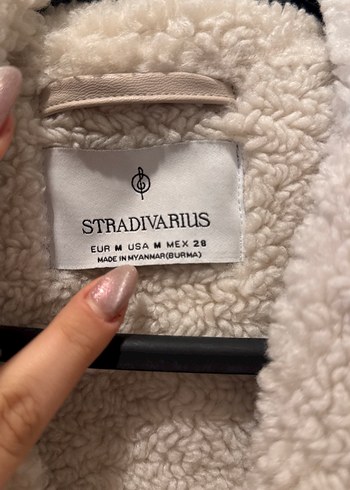 STRADIVARIUS
EUR M USA M MEX 28
MADE IN MYANMAR(BURMA)